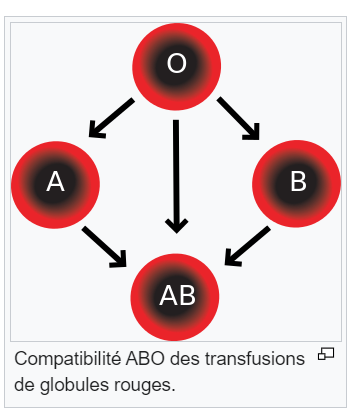 O
A
B
AB
Compatibilité ABO des transfusions
de globules rouges.